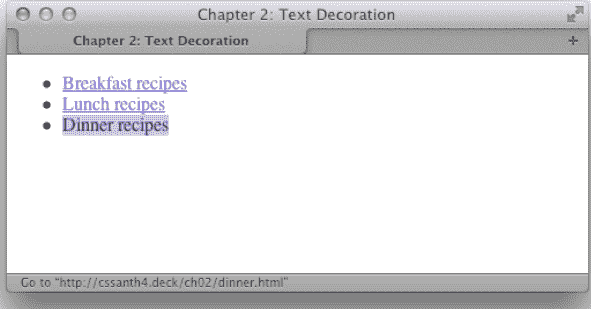 Chapter 2: Text Decoration
Chapter 2: Text Decoration
Breakfast recipes
Lunch recipes
Dinner recipes
Go to "http://cssanth4.deck/ch02/dinner.html"